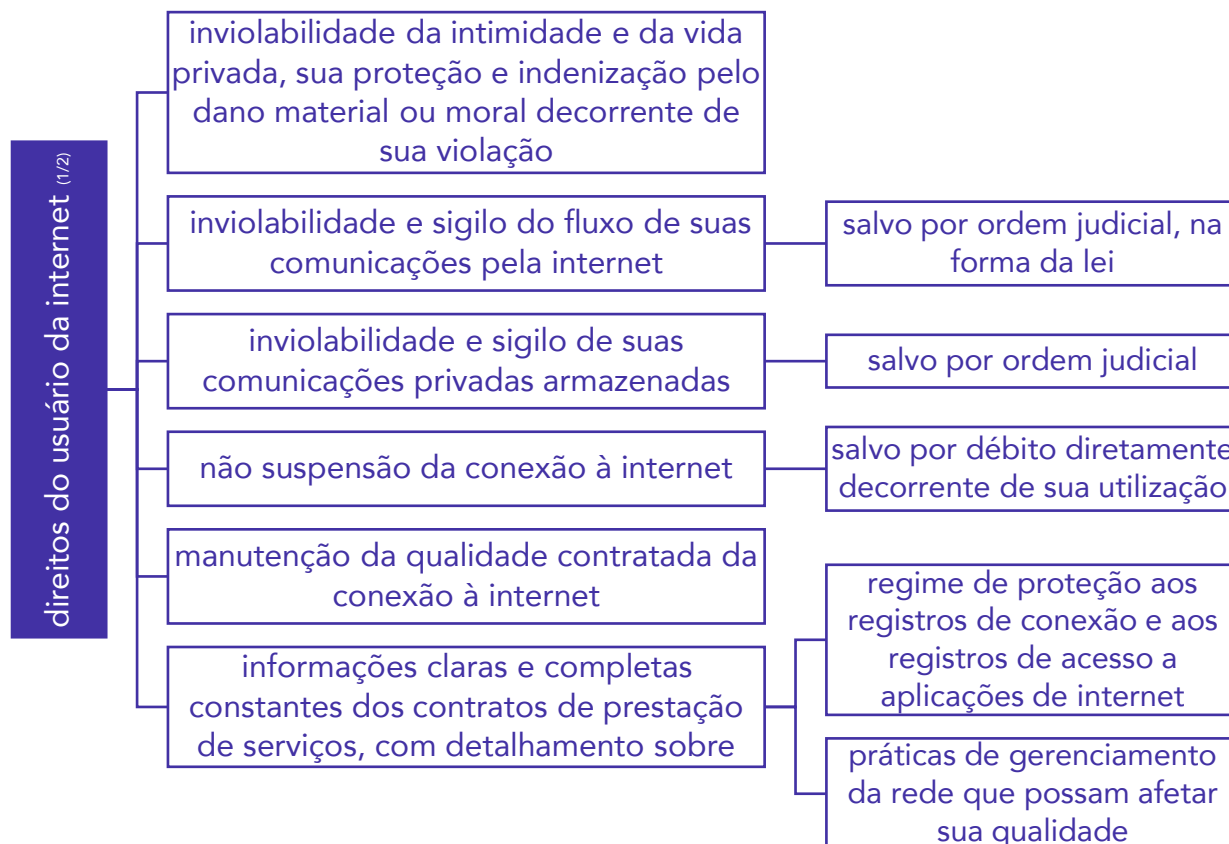 direitos do usuário da internet (1/2)
inviolabilidade da intimidade e da vida
privada, sua proteção e indenização pelo
dano material ou moral decorrente de
sua violação
inviolabilidade e sigilo do fluxo de suas
comunicações pela internet
salvo por ordem judicial, na
forma da lei
inviolabilidade e sigilo de suas
comunicações privadas armazenadas
salvo por ordem judicial
não suspensão da conexão à internet
salvo por débito diretamente
decorrente de sua utilização
manutenção da qualidade contratada da
conexão à internet
informações claras e completas
constantes dos contratos de prestação
de serviços, com detalhamento sobre
regime de proteção aos
registros de conexão e aos
registros de acesso a
aplicações de internet
práticas de gerenciamento
da rede que possam afetar
sua qualidade